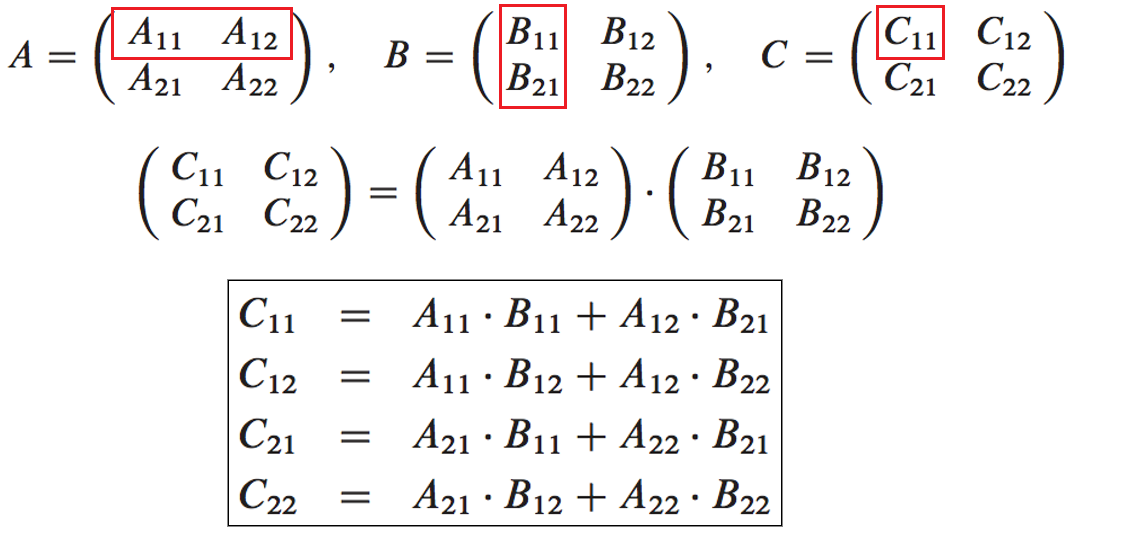 A = ( A₁₁ A₁₂ ) , B = ( B₁₁ B₁₂ ) , C = ( C₁₁ C₁₂ )
A₂₁ A₂₂ B₂₁ B₂₂ C₂₁ C₂₂
( C₁₁ C₁₂ ) = ( A₁₁ A₁₂ ) · ( B₁₁ B₁₂ )
C₂₁ C₂₂ A₂₁ A₂₂ B₂₁ B₂₂
C₁₁ = A₁₁ · B₁₁ + A₁₂ · B₂₁
C₁₂ = A₁₁ · B₁₂ + A₁₂ · B₂₂
C₂₁ = A₂₁ · B₁₁ + A₂₂ · B₂₁
C₂₂ = A₂₁ · B₁₂ + A₂₂ · B₂₂